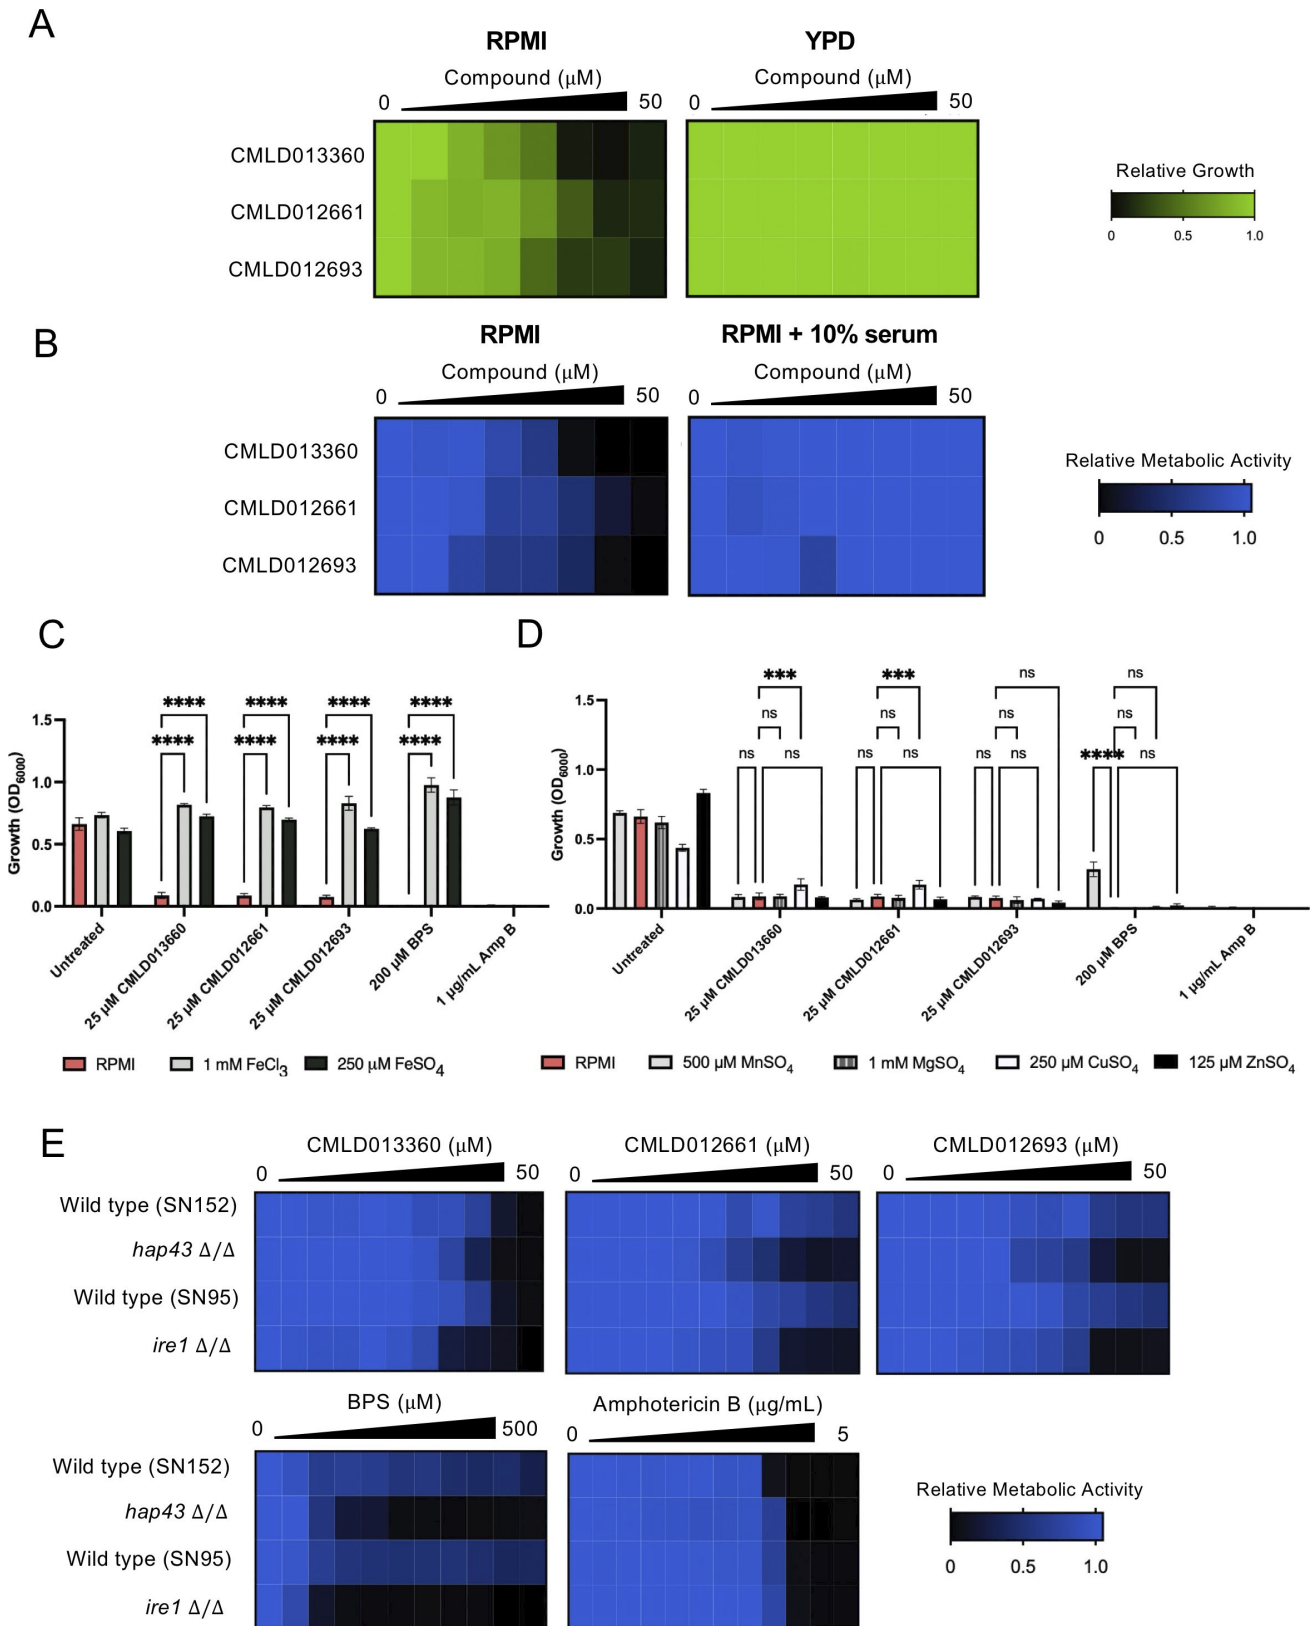 A
RPMI YPD
Compound (µM) Compound (µM)
0 50 0 50
CMLD013360
CMLD012661
CMLD012693
Relative Growth
0 0.5 1.0
B
RPMI RPMI + 10% serum
Compound (µM) Compound (µM)
0 50 0 50
CMLD013360
CMLD012661
CMLD012693
Relative Metabolic Activity
0 0.5 1.0
C
Growth (OD6000)
1.5
1.0
0.5
0.0
**** **** **** ****
**** **** **** ****
Untreated
25 µM CMLD013660
25 µM CMLD012661
25 µM CMLD012693
200 µM BPS
1 µg/mL Amp B
RPMI 1 mM FeCl3 250 µM FeSO4
D
Growth (OD6000)
1.5
1.0
0.5
0.0
*** *** ns ns
ns ns ns ns
ns ns ns ns ns ns **** ns
Untreated
25 µM CMLD013660
25 µM CMLD012661
25 µM CMLD012693
200 µM BPS
1 µg/mL Amp B
RPMI 500 µM MnSO4 1 mM MgSO4 250 µM CuSO4 125 µM ZnSO4
E
CMLD013360 (µM) CMLD012661 (µM) CMLD012693 (µM)
0 50 0 50 0 50
Wild type (SN152)
hap43 Δ/Δ
Wild type (SN95)
ire1 Δ/Δ
BPS (µM) Amphotericin B (µg/mL)
0 500 0 5
Wild type (SN152)
hap43 Δ/Δ
Wild type (SN95)
ire1 Δ/Δ
Relative Metabolic Activity
0 0.5 1.0